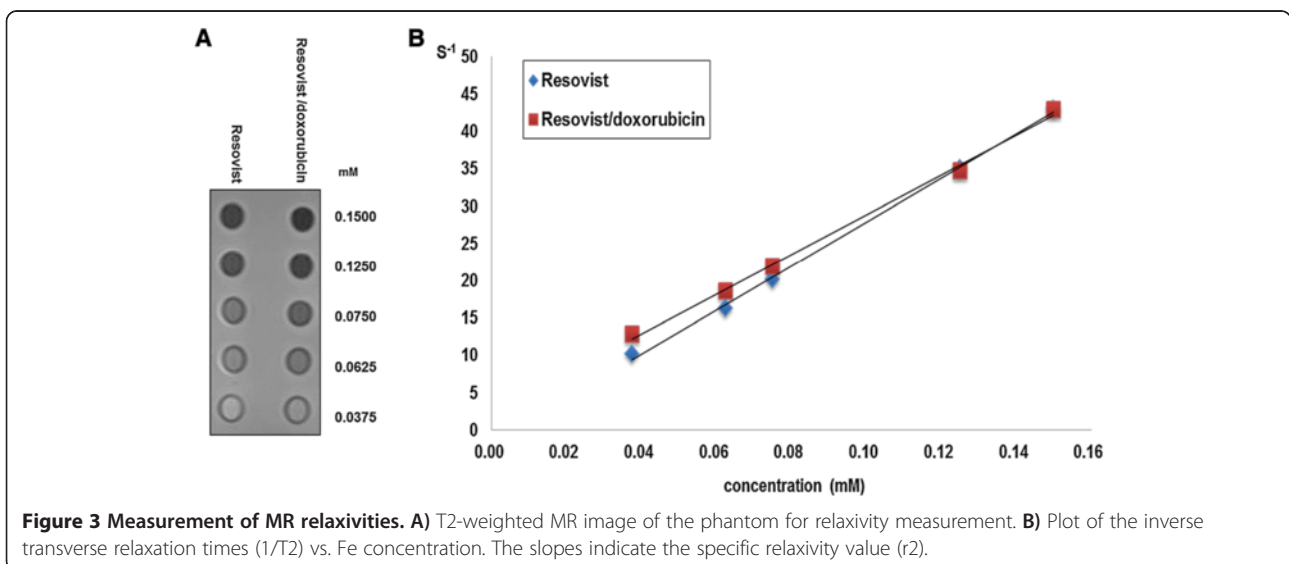 A
Resovist
Resovist /doxorubicin
mM
0.1500
0.1250
0.0750
0.0625
0.0375
B
S-1
50
45
40
35
30
25
20
15
10
5
0
0.00 0.02 0.04 0.06 0.08 0.10 0.12 0.14 0.16
concentration (mM)
Resovist
Resovist/doxorubicin
Figure 3 Measurement of MR relaxivities. A) T2-weighted MR image of the phantom for relaxivity measurement. B) Plot of the inverse
transverse relaxation times (1/T2) vs. Fe concentration. The slopes indicate the specific relaxivity value (r2).